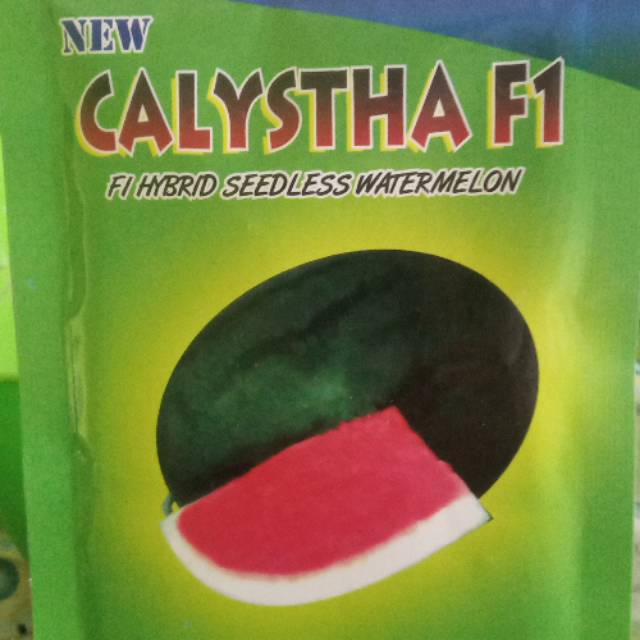 NEW
CALYSTHA F1
F1 HYBRID SEEDLESS WATERMELON